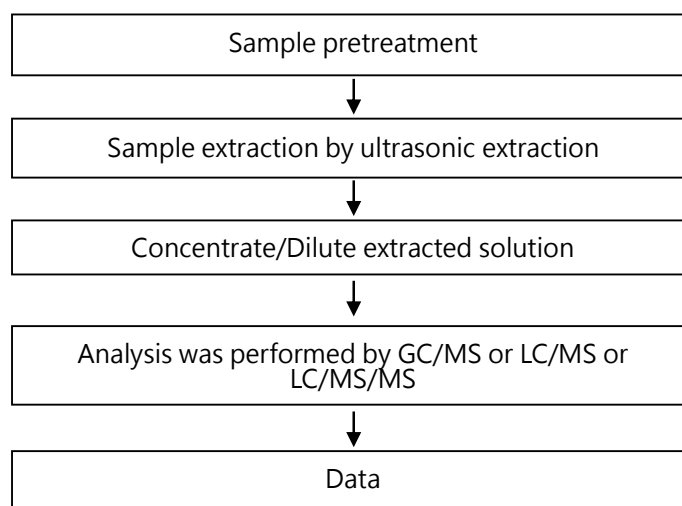 Sample pretreatment
Sample extraction by ultrasonic extraction
Concentrate/Dilute extracted solution
Analysis was performed by GC/MS or LC/MS or
LC/MS/MS
Data